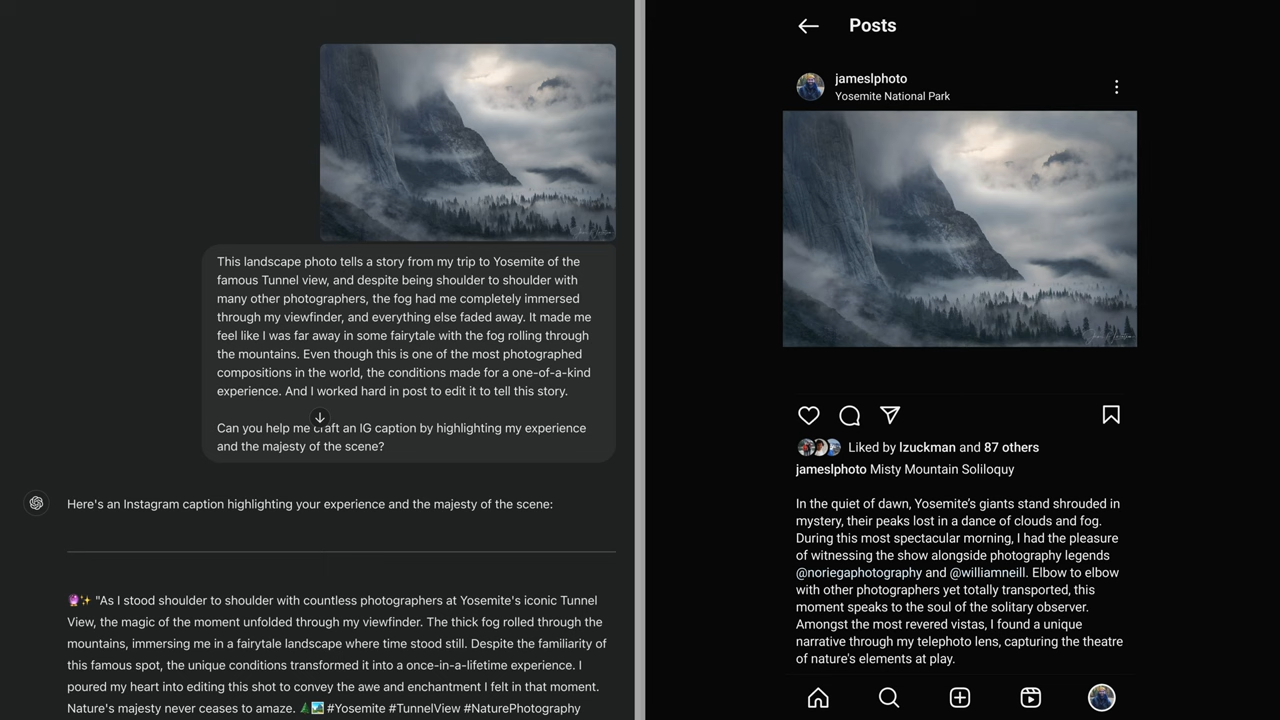 This landscape photo tells a story from my trip to Yosemite of the
famous Tunnel view, and despite being shoulder to shoulder with
many other photographers, the fog had me completely immersed
through my viewfinder, and everything else faded away. It made me
feel like I was far away in some fairytale with the fog rolling through
the mountains. Even though this is one of the most photographed
compositions in the world, the conditions made for a one-of-a-kind
experience. And I worked hard in post to edit it to tell this story.
Can you help me craft an IG caption by highlighting my experience
and the majesty of the scene?
Here's an Instagram caption highlighting your experience and the majesty of the scene:
🔮✨ "As I stood shoulder to shoulder with countless photographers at Yosemite's iconic Tunnel
View, the magic of the moment unfolded through my viewfinder. The thick fog rolled through the
mountains, immersing me in a fairytale landscape where time stood still. Despite the familiarity of
this famous spot, the unique conditions transformed it into a once-in-a-lifetime experience. I
poured my heart into editing this shot to convey the awe and enchantment I felt in that moment.
Nature's majesty never ceases to amaze. 🌲🏞️ #Yosemite #TunnelView #NaturePhotography
Posts
jameslphoto
Yosemite National Park
Liked by lzuckman and 87 others
jameslphoto Misty Mountain Soliloquy
In the quiet of dawn, Yosemite's giants stand shrouded in
mystery, their peaks lost in a dance of clouds and fog.
During this most spectacular morning, I had the pleasure
of witnessing the show alongside photography legends
@noriegaphotography and @williamneill. Elbow to elbow
with other photographers yet totally transported, this
moment speaks to the soul of the solitary observer.
Amongst the most revered vistas, I found a unique
narrative through my telephoto lens, capturing the theatre
of nature's elements at play.